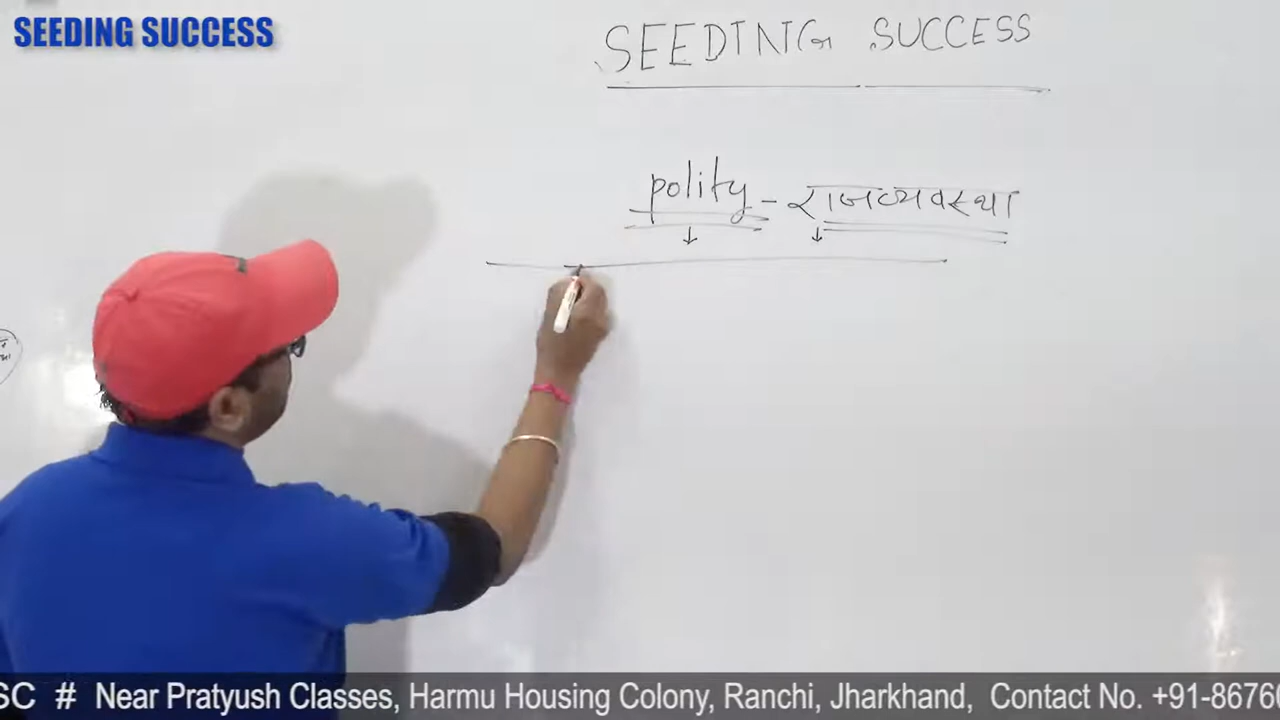 SEEDING SUCCESS
SEEDING SUCCESS
polity - राजव्यवस्था
SC # Near Pratyush Classes, Harmu Housing Colony, Ranchi, Jharkhand, Contact No. +91-8676